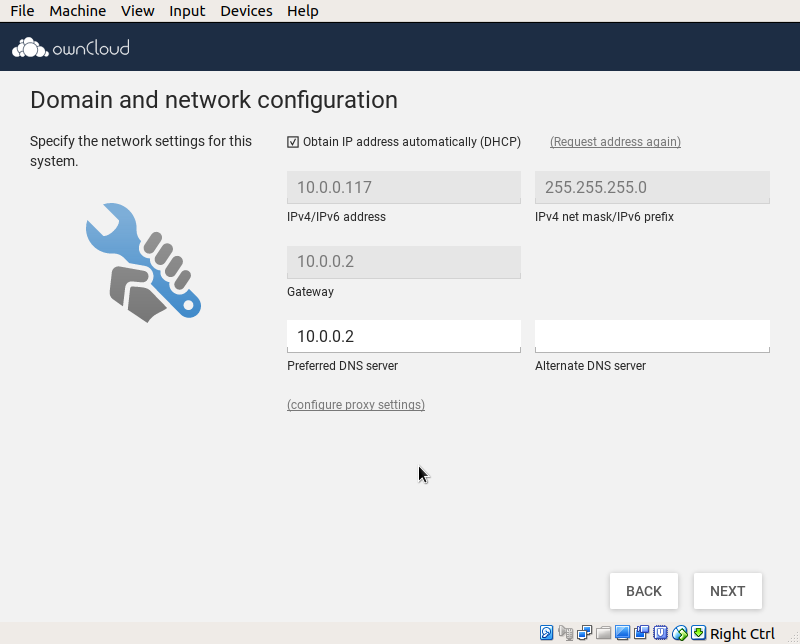 File Machine View Input Devices Help
ownCloud
Domain and network configuration
Specify the network settings for this
system.
Obtain IP address automatically (DHCP)
(Request address again)
10.0.0.117
255.255.255.0
IPv4/IPv6 address
IPv4 net mask/IPv6 prefix
10.0.0.2
Gateway
10.0.0.2
Preferred DNS server
Alternate DNS server
(configure proxy settings)
BACK
NEXT
Right Ctrl